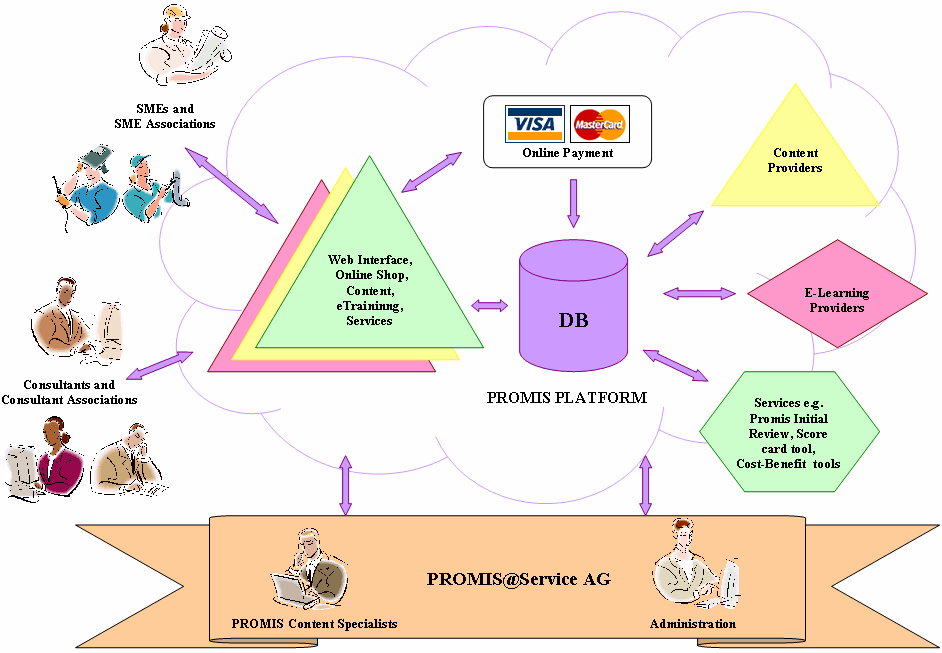 SMEs and
SME Associations
VISA
MasterCard
Online Payment
Content
Providers
Web Interface,
Online Shop,
Content,
eTraininng,
Services
DB
E-Learning
Providers
Consultants and
Consultant Associations
PROMIS PLATFORM
Services e.g.
Promis Initial
Review, Score
card tool,
Cost-Benefit  tools
PROMIS@Service AG
PROMIS Content Specialists
Administration